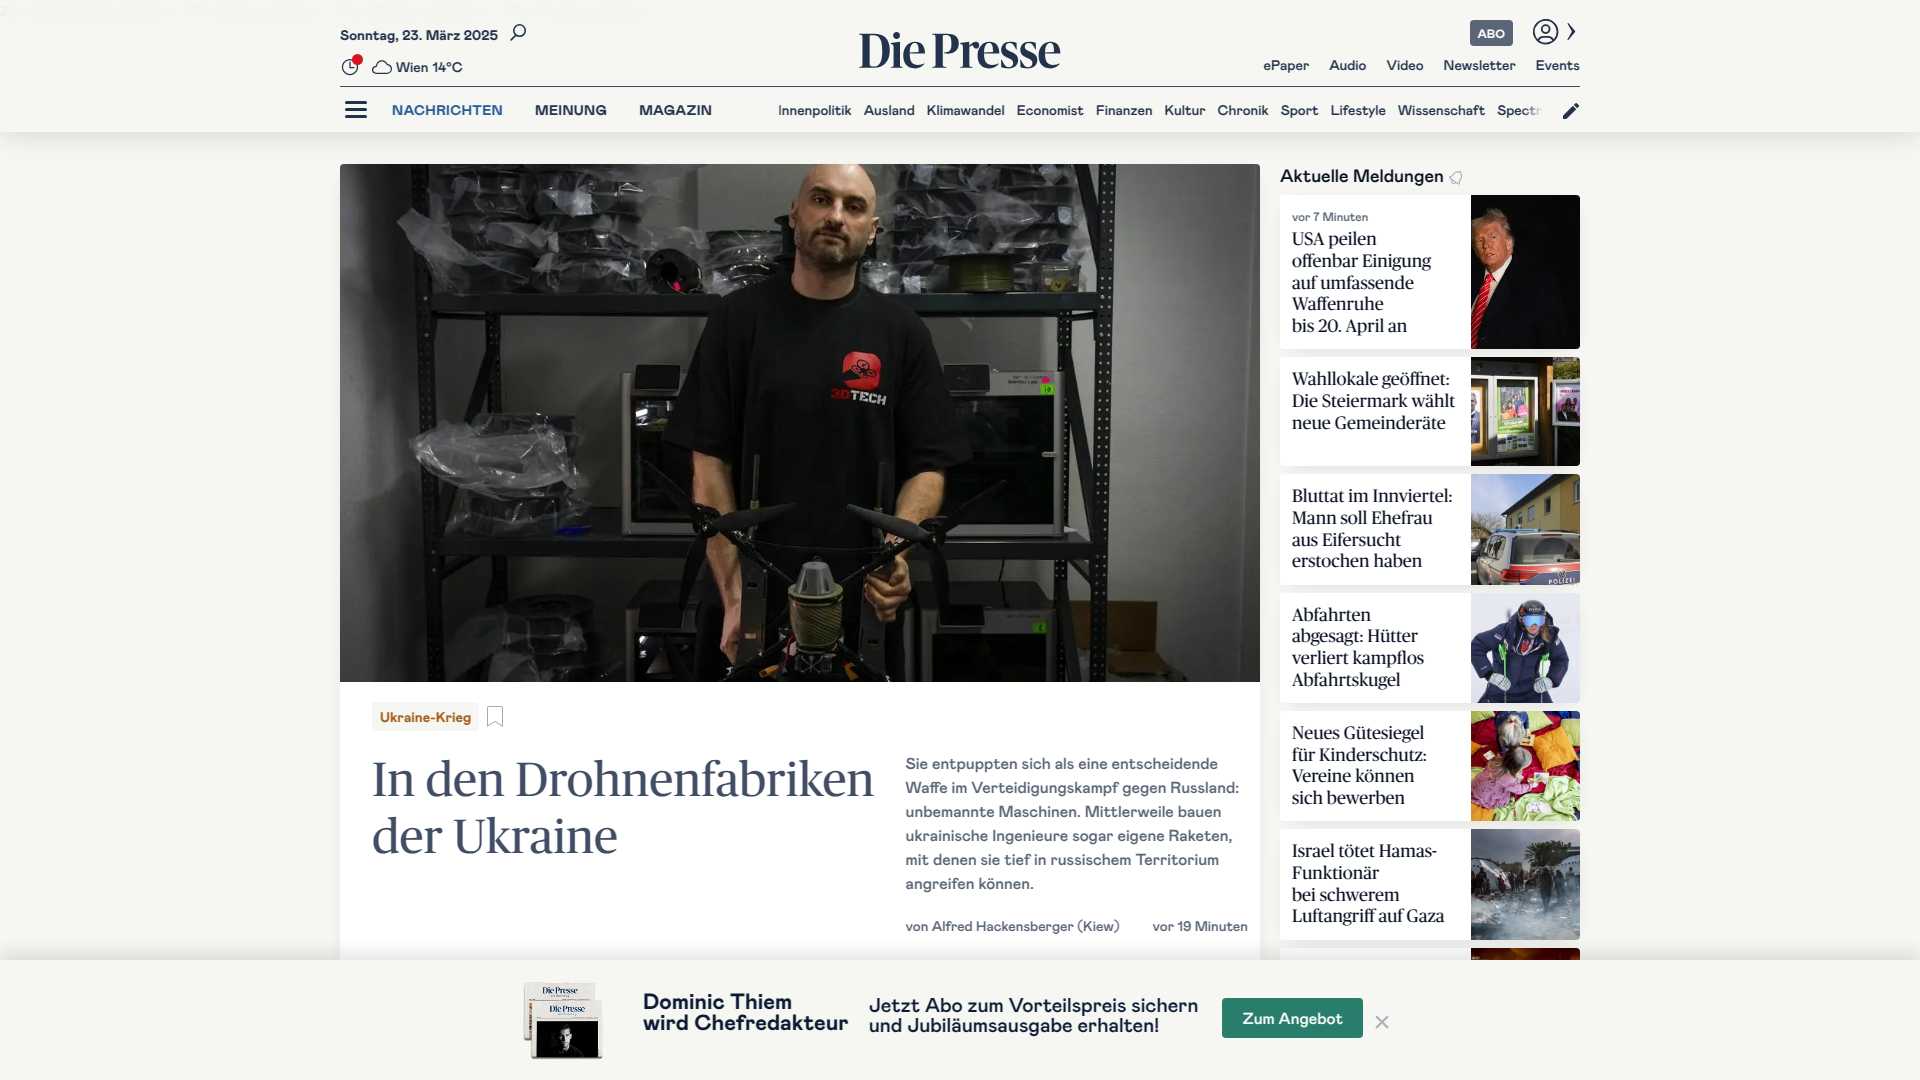 Sonntag, 23. März 2025
Die Presse
ABO
Wien 14°C
ePaper Audio Video Newsletter Events
NACHRICHTEN MEINUNG MAGAZIN
Innenpolitik Ausland Klimawandel Economist Finanzen Kultur Chronik Sport Lifestyle Wissenschaft Spectr
3DTECH
Ukraine-Krieg
In den Drohnenfabriken
der Ukraine
Sie entpuppten sich als eine entscheidende
Waffe im Verteidigungskampf gegen Russland:
unbemannte Maschinen. Mittlerweile bauen
ukrainische Ingenieure sogar eigene Raketen,
mit denen sie tief in russischem Territorium
angreifen können.
von Alfred Hackensberger (Kiew) vor 19 Minuten
Aktuelle Meldungen
vor 7 Minuten
USA peilen
offenbar Einigung
auf umfassende
Waffenruhe
bis 20. April an
Wahllokale geöffnet:
Die Steiermark wählt
neue Gemeinderäte
Bluttat im Innviertel:
Mann soll Ehefrau
aus Eifersucht
erstochen haben
POLIZEI
Abfahrten
abgesagt: Hütter
verliert kampflos
Abfahrtskugel
Neues Gütesiegel
für Kinderschutz:
Vereine können
sich bewerben
Israel tötet Hamas-
Funktionär
bei schwerem
Luftangriff auf Gaza
Die Presse
Die Presse
Dominic Thiem
wird Chefredakteur
Jetzt Abo zum Vorteilspreis sichern
und Jubiläumsausgabe erhalten!
Zum Angebot